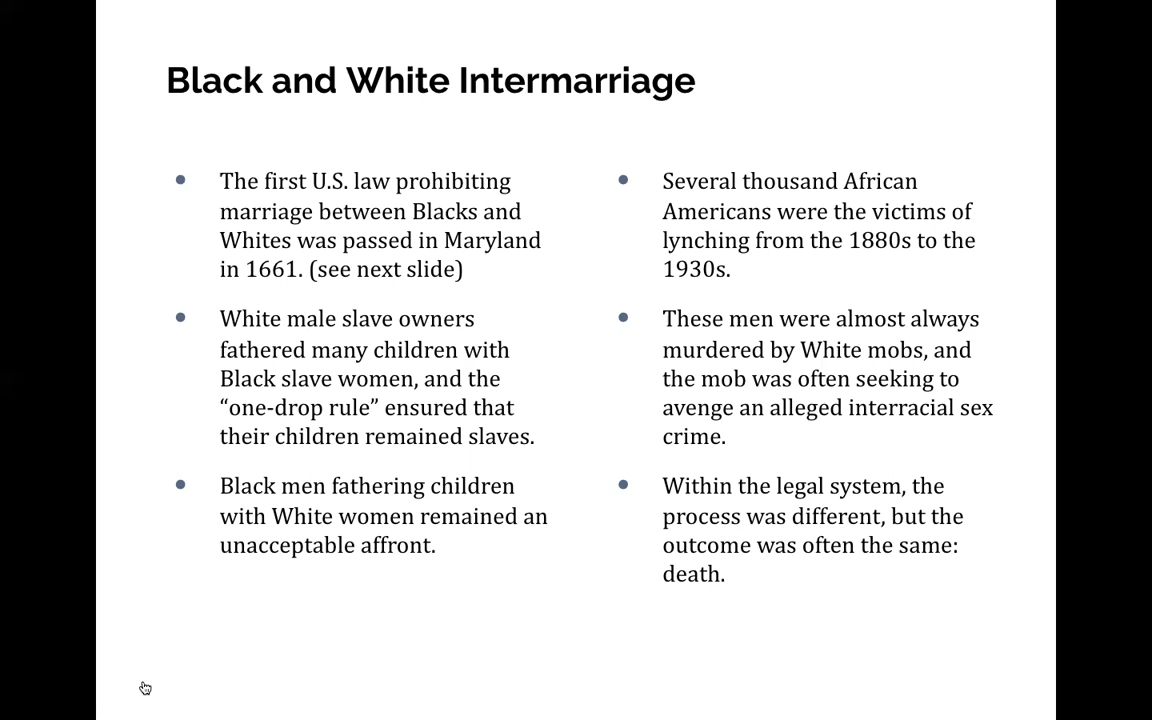 Black and White Intermarriage
The first U.S. law prohibiting
marriage between Blacks and
Whites was passed in Maryland
in 1661. (see next slide)
White male slave owners
fathered many children with
Black slave women, and the
“one-drop rule” ensured that
their children remained slaves.
Black men fathering children
with White women remained an
unacceptable affront.
Several thousand African
Americans were the victims of
lynching from the 1880s to the
1930s.
These men were almost always
murdered by White mobs, and
the mob was often seeking to
avenge an alleged interracial sex
crime.
Within the legal system, the
process was different, but the
outcome was often the same:
death.